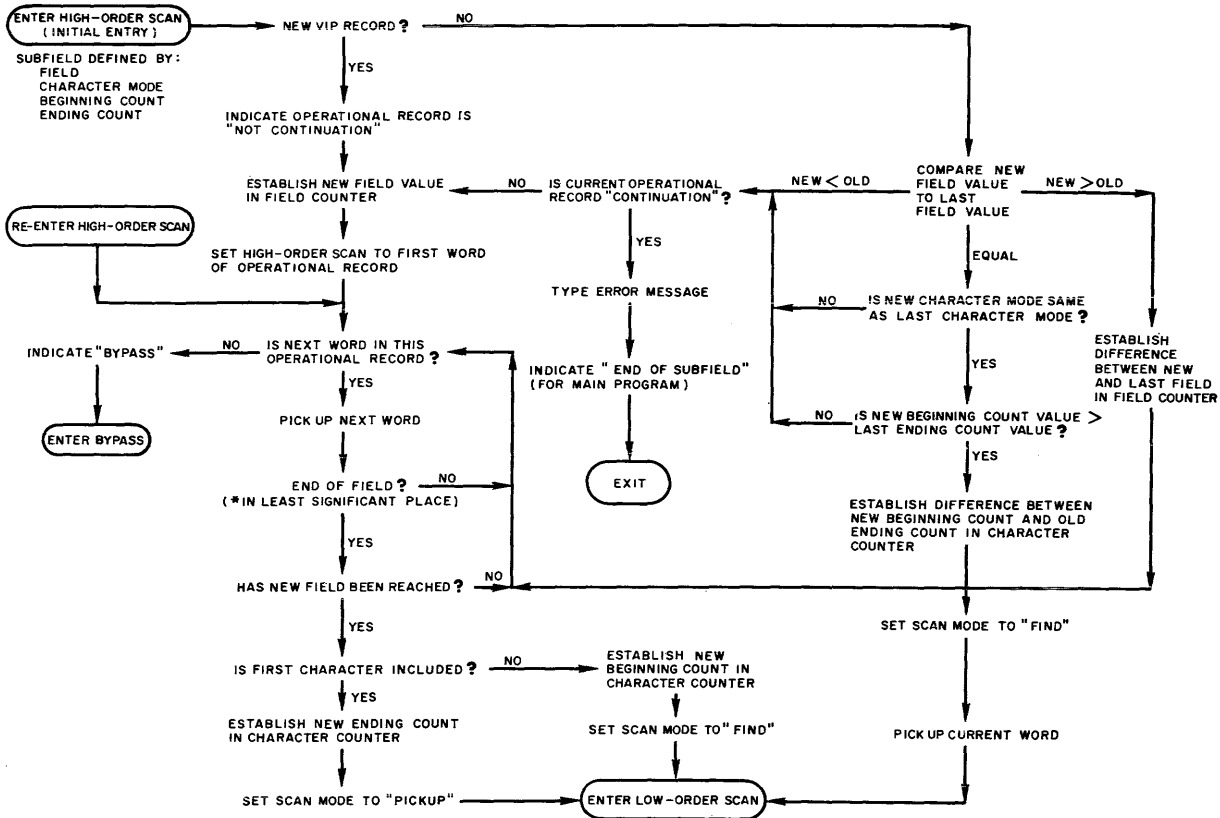 ENTER HIGH-ORDER SCAN
(INITIAL ENTRY)
NEW VIP RECORD?
NO
SUBFIELD DEFINED BY:
FIELD
CHARACTER MODE
BEGINNING COUNT
ENDING COUNT
YES
INDICATE OPERATIONAL RECORD IS
"NOT CONTINUATION"
ESTABLISH NEW FIELD VALUE
IN FIELD COUNTER
NO
IS CURRENT OPERATIONAL
RECORD "CONTINUATION"?
NEW < OLD
COMPARE NEW
FIELD VALUE
TO LAST
FIELD VALUE
NEW > OLD
RE-ENTER HIGH-ORDER SCAN
YES
EQUAL
SET HIGH-ORDER SCAN TO FIRST WORD
OF OPERATIONAL RECORD
TYPE ERROR MESSAGE
NO
IS NEW CHARACTER MODE SAME
AS LAST CHARACTER MODE?
INDICATE "BYPASS"
NO
IS NEXT WORD IN THIS
OPERATIONAL RECORD?
ESTABLISH
DIFFERENCE
BETWEEN NEW
AND LAST FIELD
IN FIELD COUNTER
YES
INDICATE "END OF SUBFIELD"
(FOR MAIN PROGRAM)
YES
PICK UP NEXT WORD
NO
IS NEW BEGINNING COUNT VALUE >
LAST ENDING COUNT VALUE?
ENTER BYPASS
YES
END OF FIELD?
(*IN LEAST SIGNIFICANT PLACE)
NO
EXIT
ESTABLISH DIFFERENCE BETWEEN
NEW BEGINNING COUNT AND OLD
ENDING COUNT IN CHARACTER
COUNTER
YES
HAS NEW FIELD BEEN REACHED?
NO
YES
SET SCAN MODE TO "FIND"
IS FIRST CHARACTER INCLUDED?
NO
ESTABLISH NEW
BEGINNING COUNT IN
CHARACTER COUNTER
YES
ESTABLISH NEW ENDING COUNT
IN CHARACTER COUNTER
SET SCAN MODE TO "FIND"
PICK UP CURRENT WORD
SET SCAN MODE TO "PICKUP"
ENTER LOW-ORDER SCAN